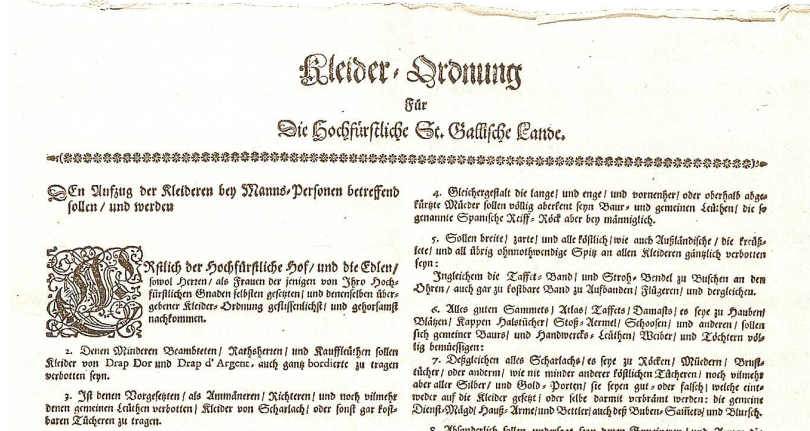 Kleider-Ordnung
Für
Die Hochfürstliche St. Gallische Lande.
DEn Aufzug der Kleideren bey Manns-Personen betreffend
sollen / und werden
ERstlich der Hochfürstliche Hof / und die Edlen /
sowol Herren / als Frauen der jenigen von Ihro Hoch-
fürstlichen Gnaden selbsten gesetzten / und denenselben über-
gebener Kleider-Ordnung geflissenlichst / und gehorsamst
nachkommen.
2. Denen Minderen Beambteten / Rathsherren / und Kauffleüthen sollen
Kleider von Drap Dor und Drap d'Argent, auch gantz bordierte zu tragen
verbotten seyn.
3. Ist denen Vorgesetzten / als Ammäneren / Richteren / und noch vilmehr
denen gemeinen Leüthen verbotten / Kleider von Scharlach / oder sonst gar kost-
baren Tücheren zu tragen.
4. Gleichergestalt die lange / und enge / und vornenher / oder oberhalb abge-
kürtzte Müeder sollen völlig aberkent seyn Baur- und gemeinen Leüthen / die so
genannte Spanische Reiff-Röck aber bey männiglich.
5. Sollen breite / zarte / und alle köstlich / wie auch Außländische / die kreüß-
lete / und all übrig ohnnothwendige Spitz an allen Kleideren gäntzlich verbotten
seyn:
Ingleichem die Taffet-Band / und Stroh-Bendel zu Buschen an den
Ohren / auch gar zu kostbare Band zu Aufbanden / Flügeren / und dergleichen.
6. Alles guten Sammets / Atlas / Taffets / Damasts / es seye zu Hauben /
Blätzen / Kappen Halstücher / Stoß-Aermel / Schoosen / und anderen / sollen
sich gemeiner Baurs / und Handwercks-Leüthen / Weiber / und Töchtern völ-
lig bemüessigen:
7. Deßgleichen alles Scharlachs / es seye zu Röcken / Müedern / Brust-
tücher / oder anderm / wie nit minder anderer köstlichen Tücheren / und noch vilmehr
aber aller Silber / und Gold-Porten / sie seyen gut- oder falsch / welche eint-
weder auf die Kleider gesetzt / oder selbe darmit verbrämt werden: die gemeine
Dienst-Mägd / Hauß-Arme / und Bettler / auch deß Buben-Samets / und Blursch.
8. Absonderlich sollen